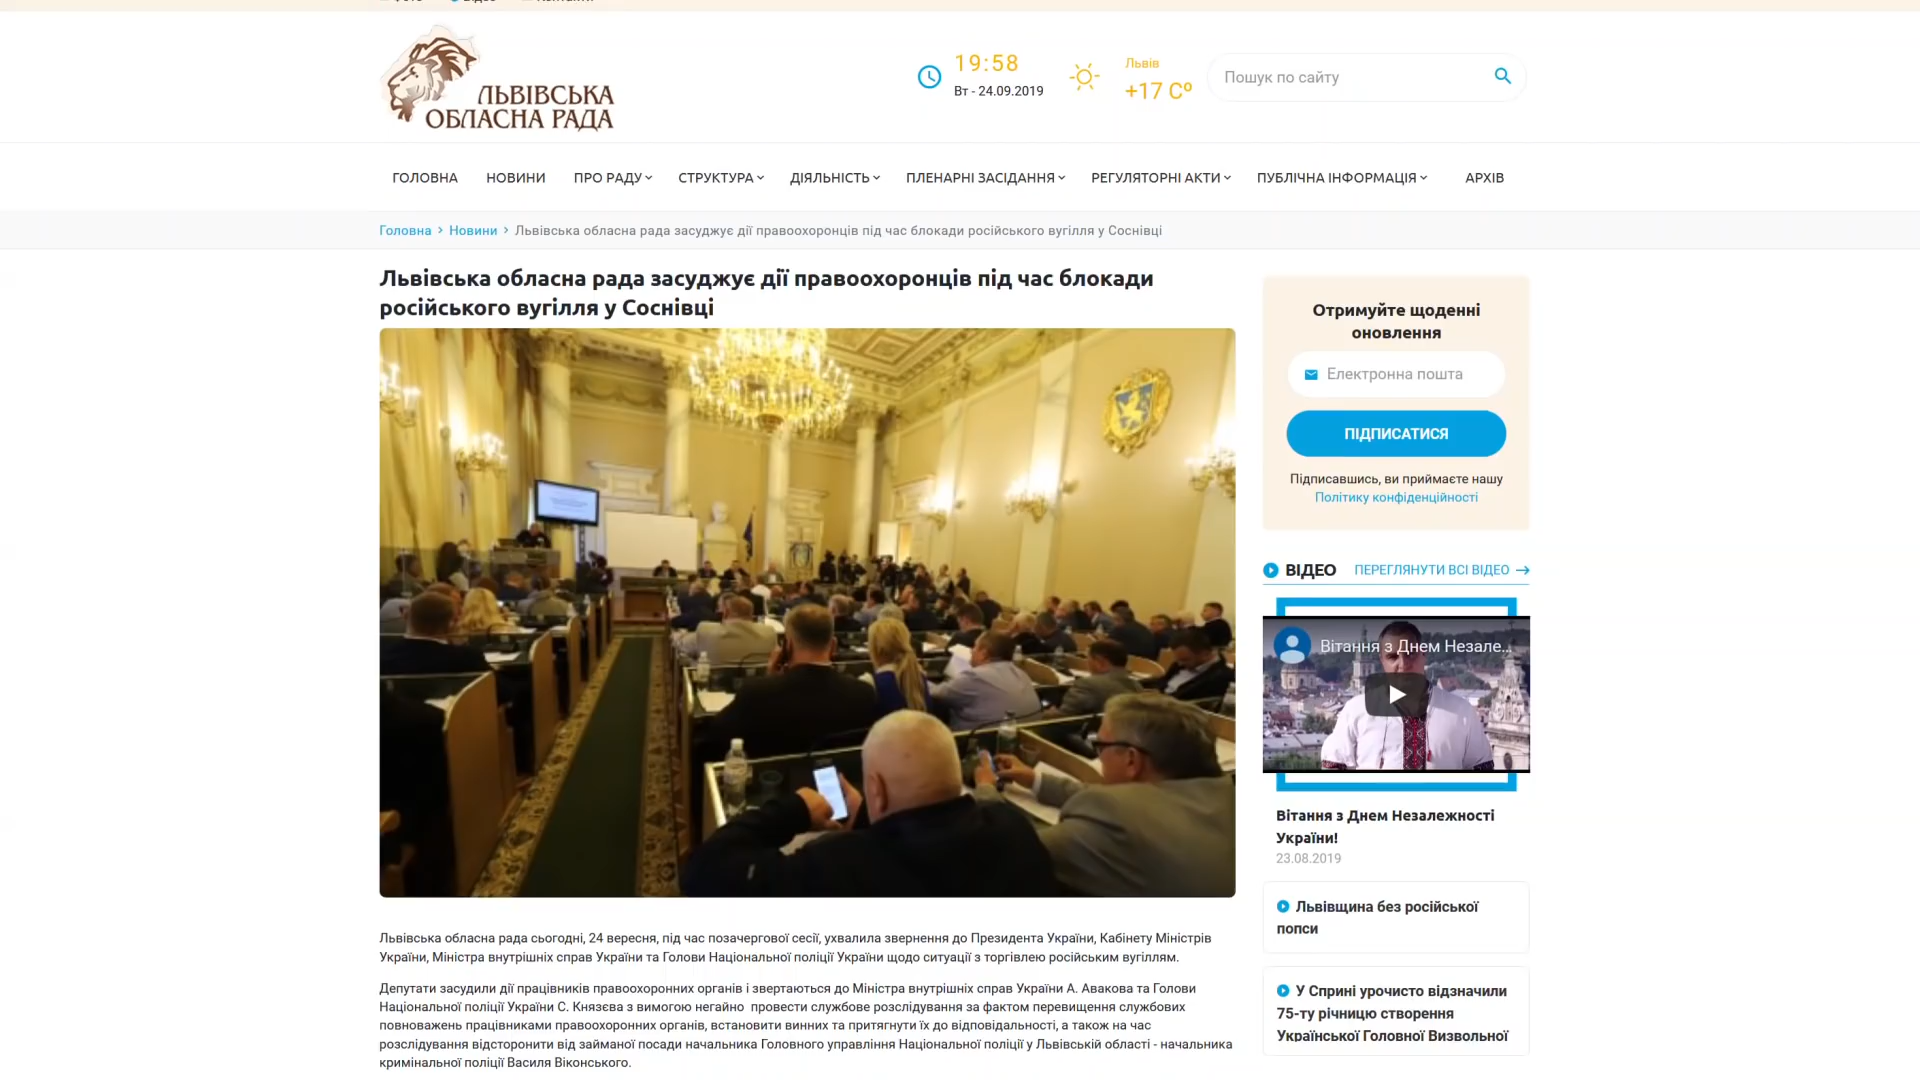 ЛЬВІВСЬКА
ОБЛАСНА РАДА
19:58
Вт - 24.09.2019
Львів
+17 Cº
Пошук по сайту
ГОЛОВНА НОВИНИ ПРО РАДУ СТРУКТУРА ДІЯЛЬНІСТЬ ПЛЕНАРНІ ЗАСІДАННЯ РЕГУЛЯТОРНІ АКТИ ПУБЛІЧНА ІНФОРМАЦІЯ АРХІВ
Головна > Новини > Львівська обласна рада засуджує дії правоохоронців під час блокади російського вугілля у Соснівці
Львівська обласна рада засуджує дії правоохоронців під час блокади
російського вугілля у Соснівці
Львівська обласна рада сьогодні, 24 вересня, під час позачергової сесії, ухвалила звернення до Президента України, Кабінету Міністрів
України, Міністра внутрішніх справ України та Голови Національної поліції України щодо ситуації з торгівлею російським вугіллям.
Депутати засудили дії працівників правоохоронних органів і звертаються до Міністра внутрішніх справ України А. Авакова та Голови
Національної поліції України С. Князєва з вимогою негайно провести службове розслідування за фактом перевищення службових
повноважень працівниками правоохоронних органів, встановити винних та притягнути їх до відповідальності, а також на час
розслідування відсторонити від займаної посади начальника Головного управління Національної поліції у Львівській області - начальника
кримінальної поліції Василя Віконського.
Отримуйте щоденні
оновлення
Електронна пошта
ПІДПИСАТИСЯ
Підписавшись, ви приймаєте нашу
Політику конфіденційності
ВІДЕО ПЕРЕГЛЯНУТИ ВСІ ВІДЕО →
Вітання з Днем Незале...
Вітання з Днем Незалежності
України!
23.08.2019
Львівщина без російської
попси
У Сприні урочисто відзначили
75-ту річницю створення
Української Головної Визвольної